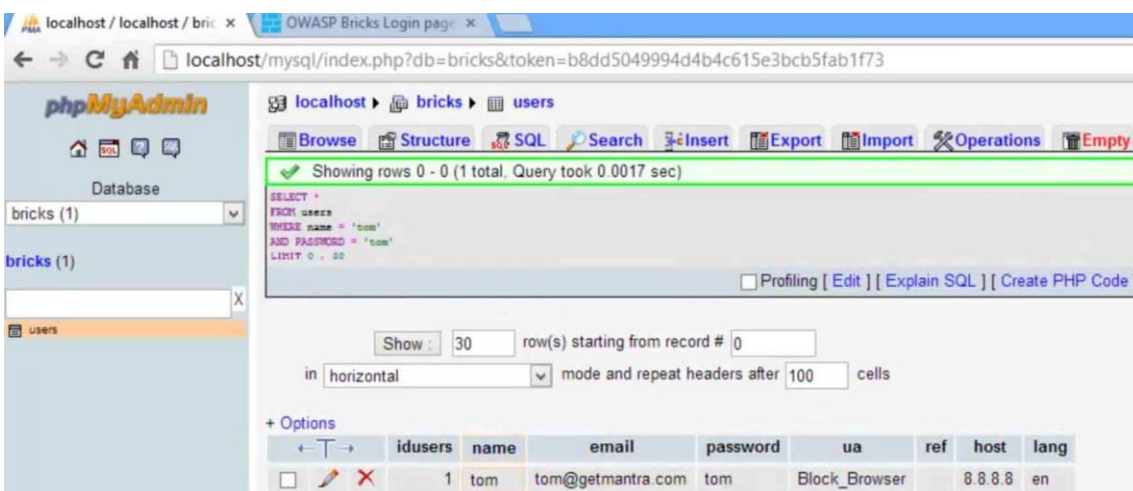 localhost / localhost / bric x
OWASP Bricks Login page x
localhost/mysql/index.php?db=bricks&token=b8dd5049994d4b4c615e3bcb5fab1f73
phpMyAdmin
Database
bricks (1)
bricks (1)
X
users
localhost bricks users
Browse Structure SQL Search Insert Export Import Operations Empty
Showing rows 0 - 0 (1 total, Query took 0.0017 sec)
SELECT *
FROM users
WHERE name = 'tom'
AND PASSWORD = 'tom'
LIMIT 0 , 30
Profiling [ Edit ] [ Explain SQL ] [ Create PHP Code
Show : 30 row(s) starting from record # 0
in horizontal mode and repeat headers after 100 cells
+ Options
←T→ idusers name email password ua ref host lang
1 tom tom@getmantra.com tom Block_Browser 8.8.8.8 en